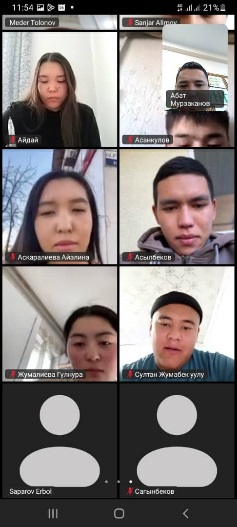 11:54
21%
Meder Tolonov
Sanjar Alimov
Абат
Мурзаканов
Айдай
Асанкулов
Аскаралиева Айэлина
Асылбеков
Жумалиева Гулнура
Султан Жумабек уулу
Saparov Erbol
Сагынбеков